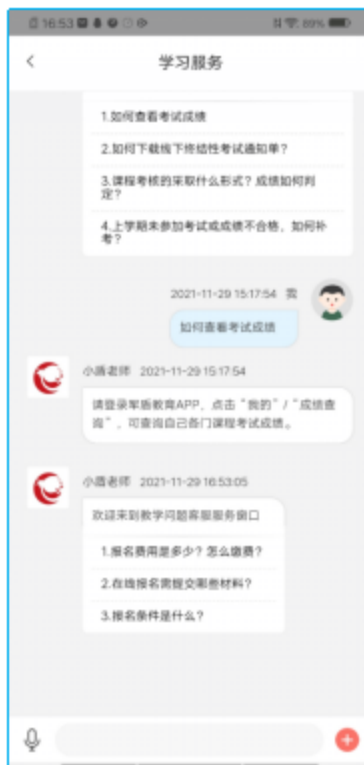 16:53
89%
学习服务
1.如何查看考试成绩
2.如何下载线下终结性考试通知单?
3.课程考核的采取什么形式?成绩如何判
定?
4.上学期未参加考试或成绩不合格,如何补
考?
2021-11-29 15:17:54 我
如何查看考试成绩
小盾老师 2021-11-29 15:17:54
请登录军盾教育APP,点击“我的”/“成绩查
询”,可查询自己各门课程考试成绩。
小盾老师 2021-11-29 16:53:05
欢迎来到教学问题客服服务窗口
1.报名费用是多少?怎么缴费?
2.在线报名需提交哪些材料?
3.报名条件是什么?